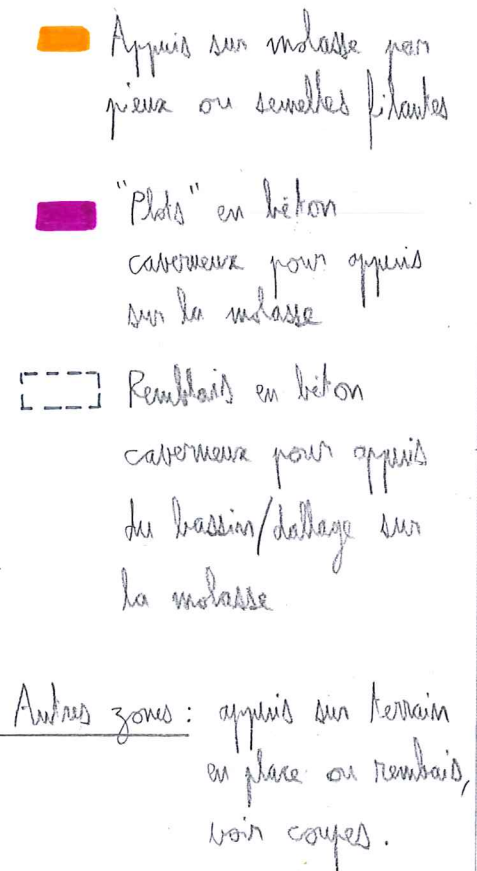 Appuis sur molasse par
pieux ou semelles filantes
"Plots" en béton
caverneux pour appuis
sur la molasse
Remblais en béton
caverneux pour appuis
du bassin/dallage sur
la molasse
Autres zones : appuis sur terrain
en place ou rembais,
voir coupes.